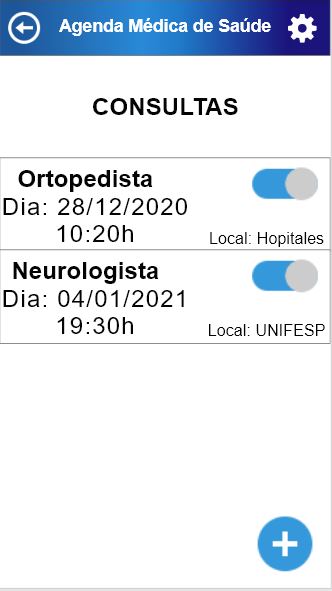 Agenda Médica de Saúde
CONSULTAS
Ortopedista
Dia: 28/12/2020
10:20h
Local: Hopitales
Neurologista
Dia: 04/01/2021
19:30h
Local: UNIFESP